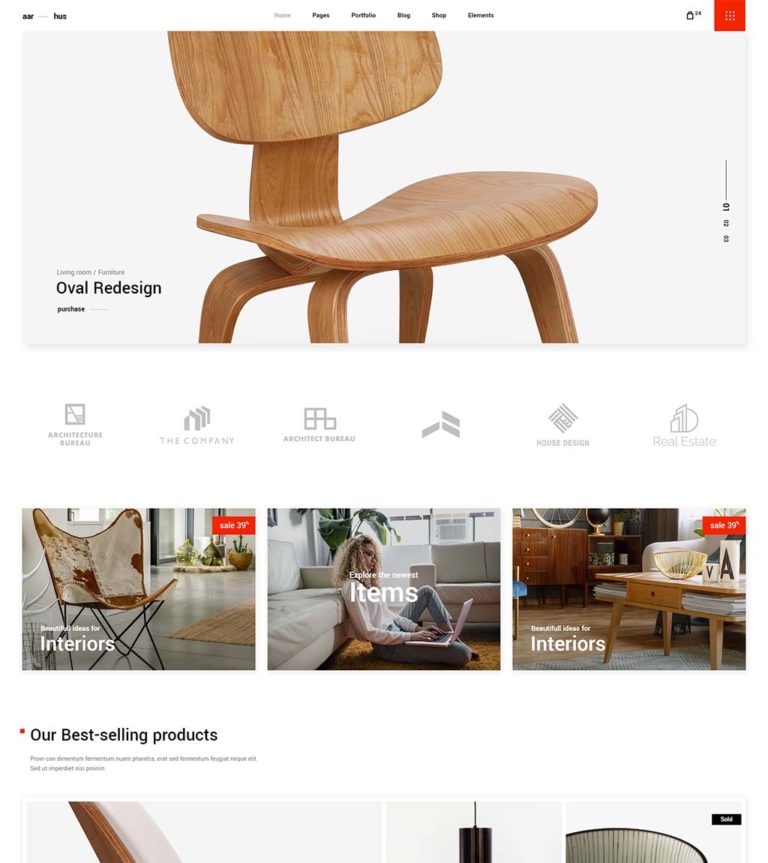 aar — hus
Home Pages Portfolio Blog Shop Elements
24
01
02
03
Living room / Furniture
Oval Redesign
purchase
ARCHITECTURE
BUREAU
THE COMPANY
ARCHITECT BUREAU
HOUSE DESIGN
Real Estate
sale 39%
Beautifull ideas for
Interiors
Explore the newest
Items
sale 39%
VA
Beautifull ideas for
Interiors
Our Best-selling products
Proin con dimentum fermentum nuam pharetra, erat sed fermentum feugiat neque elit.
Sed ut imperdiet nisi proinin.
Sold